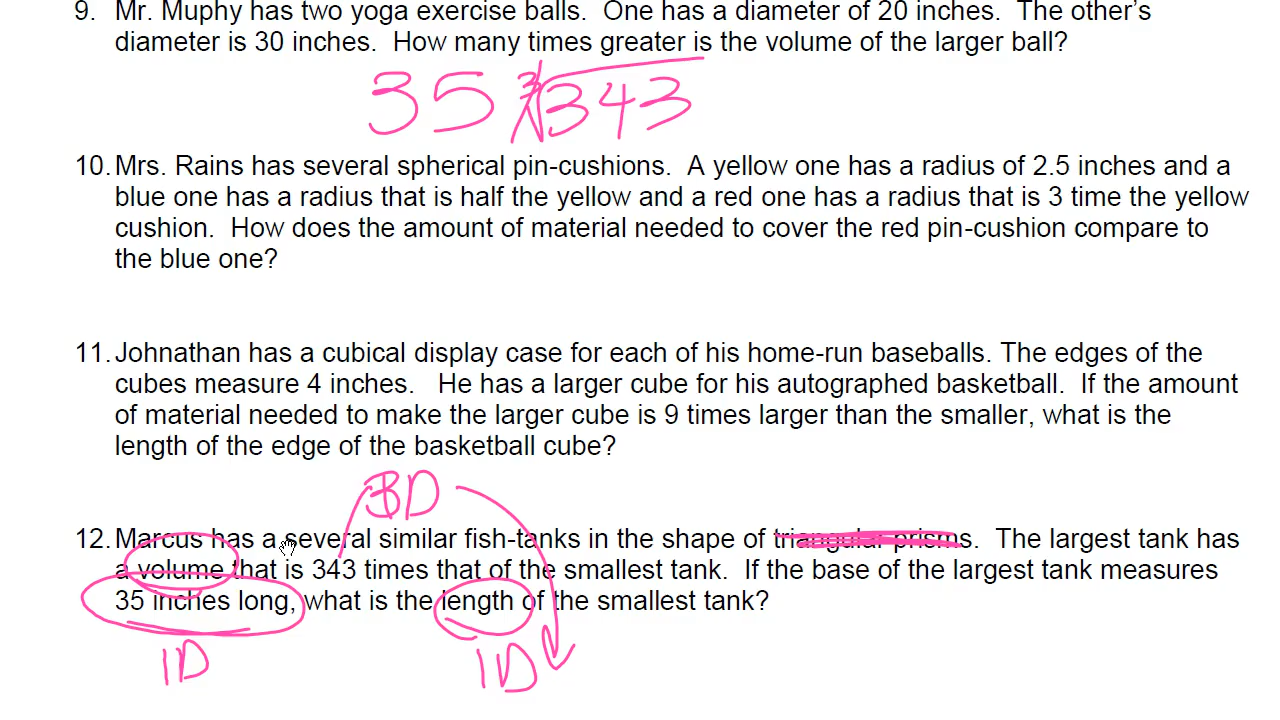 9. Mr. Muphy has two yoga exercise balls. One has a diameter of 20 inches. The other's
diameter is 30 inches. How many times greater is the volume of the larger ball?
35 ∛343
10. Mrs. Rains has several spherical pin-cushions. A yellow one has a radius of 2.5 inches and a
blue one has a radius that is half the yellow and a red one has a radius that is 3 time the yellow
cushion. How does the amount of material needed to cover the red pin-cushion compare to
the blue one?
11. Johnathan has a cubical display case for each of his home-run baseballs. The edges of the
cubes measure 4 inches. He has a larger cube for his autographed basketball. If the amount
of material needed to make the larger cube is 9 times larger than the smaller, what is the
length of the edge of the basketball cube?
3D
12. Marcus has a several similar fish-tanks in the shape of triangular prisms. The largest tank has
a volume that is 343 times that of the smallest tank. If the base of the largest tank measures
35 inches long, what is the length of the smallest tank?
1D 1D